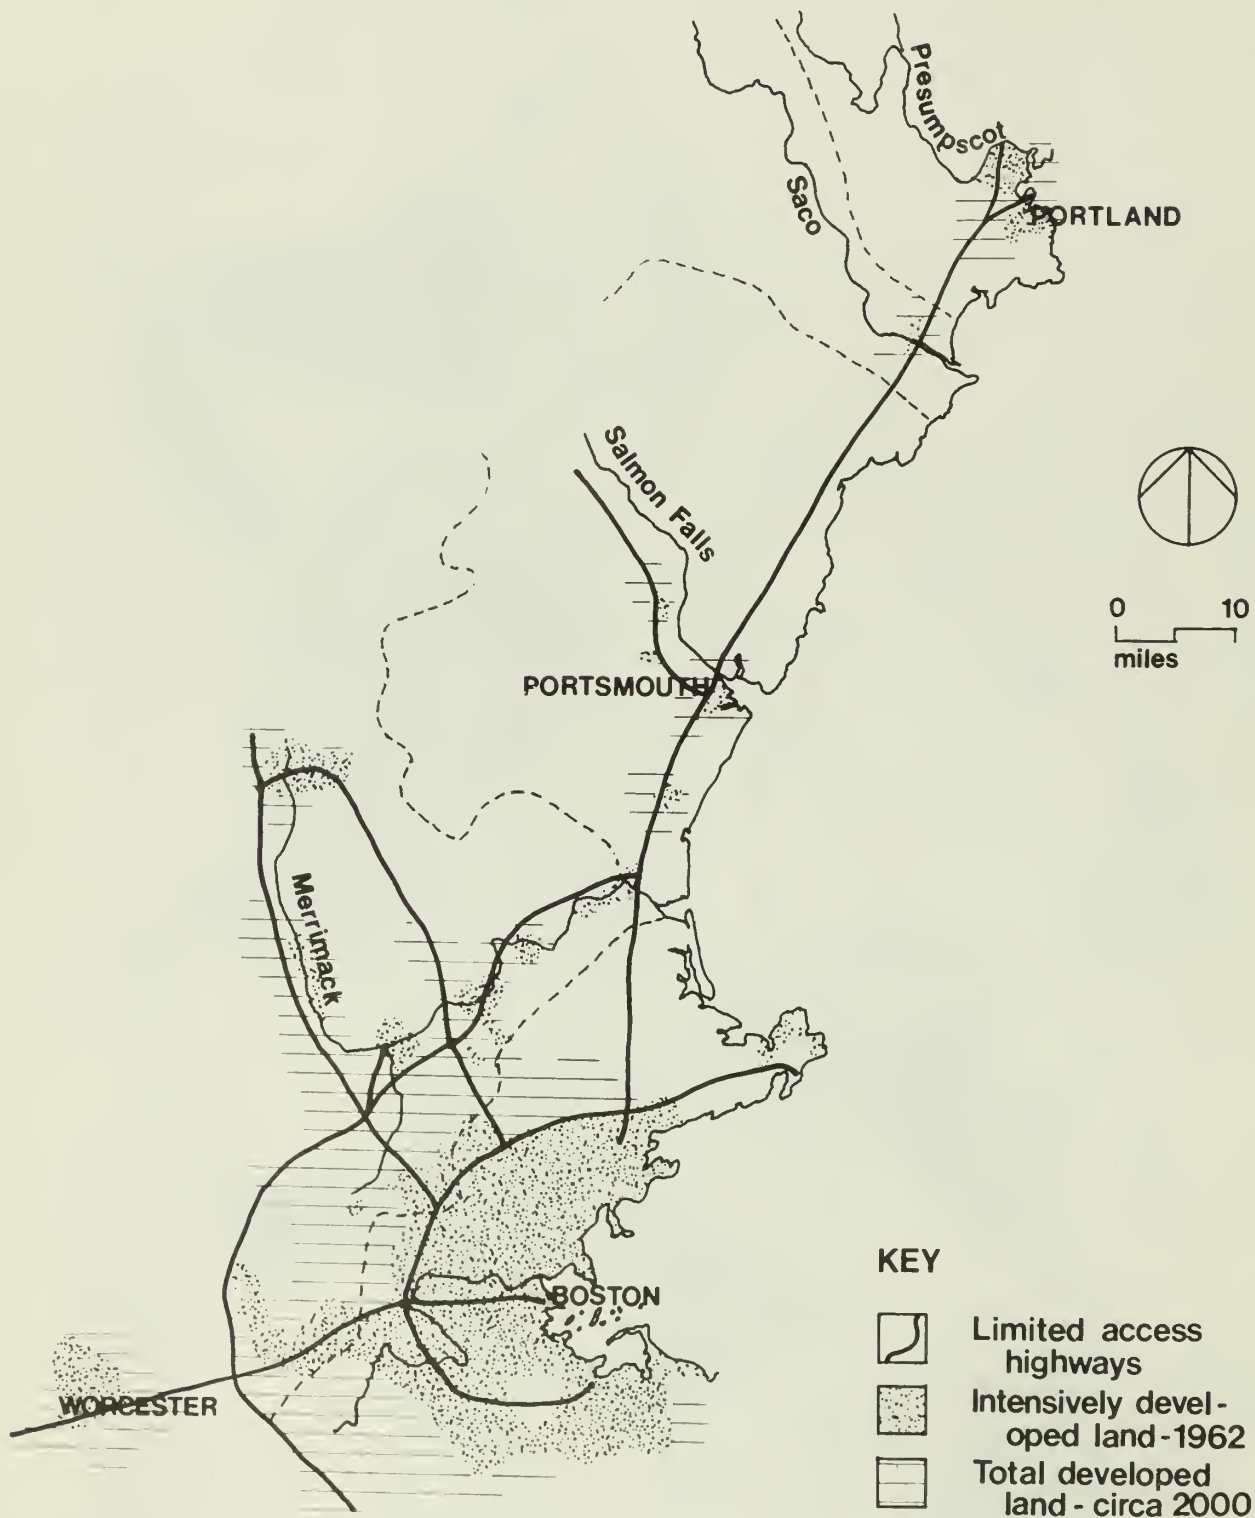 Presumpscot
Saco
PORTLAND
Salmon Falls
0 10
miles
PORTSMOUTH
Merrimack
BOSTON
WORCESTER
KEY
Limited access
highways
Intensively devel-
oped land-1962
Total developed
land - circa 2000